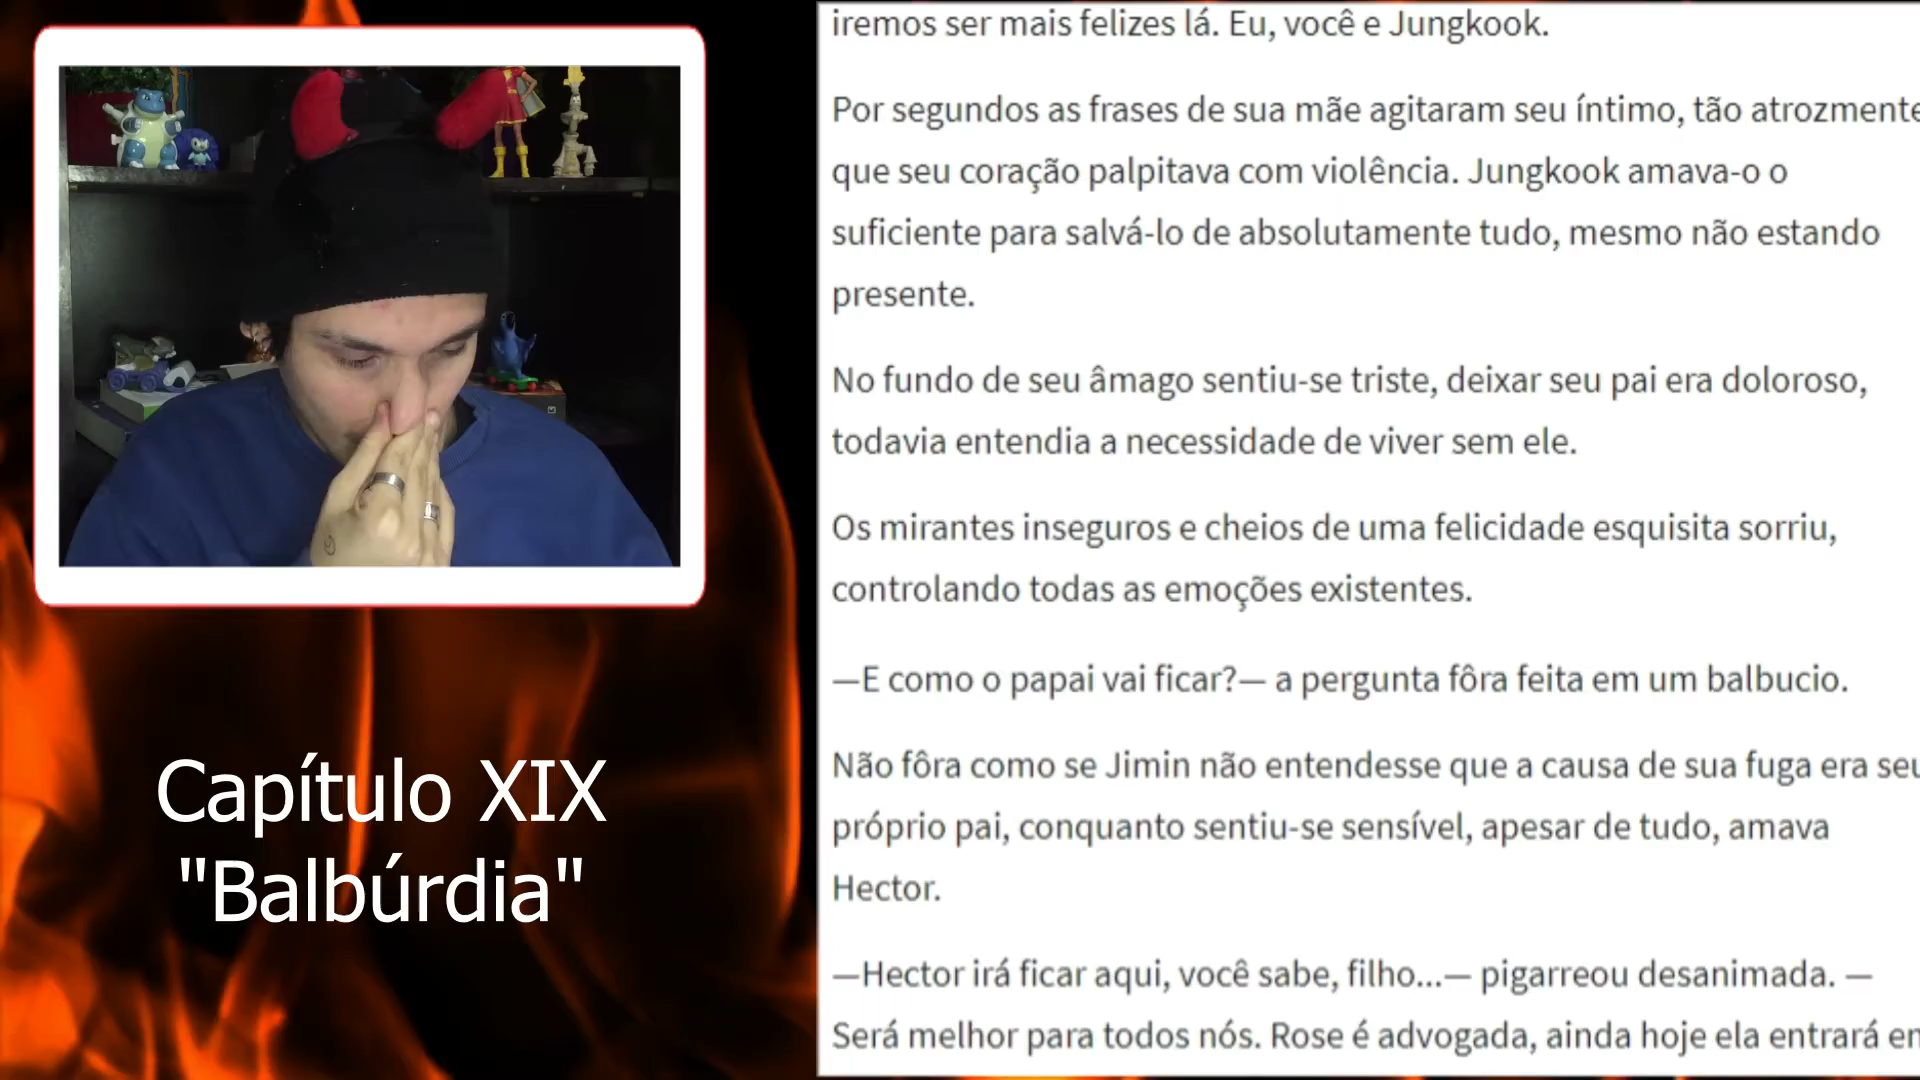 iremos ser mais felizes lá. Eu, você e Jungkook.
Por segundos as frases de sua mãe agitaram seu íntimo, tão atrozmente
que seu coração palpitava com violência. Jungkook amava-o o
suficiente para salvá-lo de absolutamente tudo, mesmo não estando
presente.
No fundo de seu âmago sentiu-se triste, deixar seu pai era doloroso,
todavia entendia a necessidade de viver sem ele.
Os mirantes inseguros e cheios de uma felicidade esquisita sorriu,
controlando todas as emoções existentes.
—E como o papai vai ficar?— a pergunta fôra feita em um balbucio.
Não fôra como se Jimin não entendesse que a causa de sua fuga era seu
próprio pai, conquanto sentiu-se sensível, apesar de tudo, amava
Hector.
—Hector irá ficar aqui, você sabe, filho...— pigarreou desanimada. —
Será melhor para todos nós. Rose é advogada, ainda hoje ela entrará em
Capítulo XIX
"Balbúrdia"